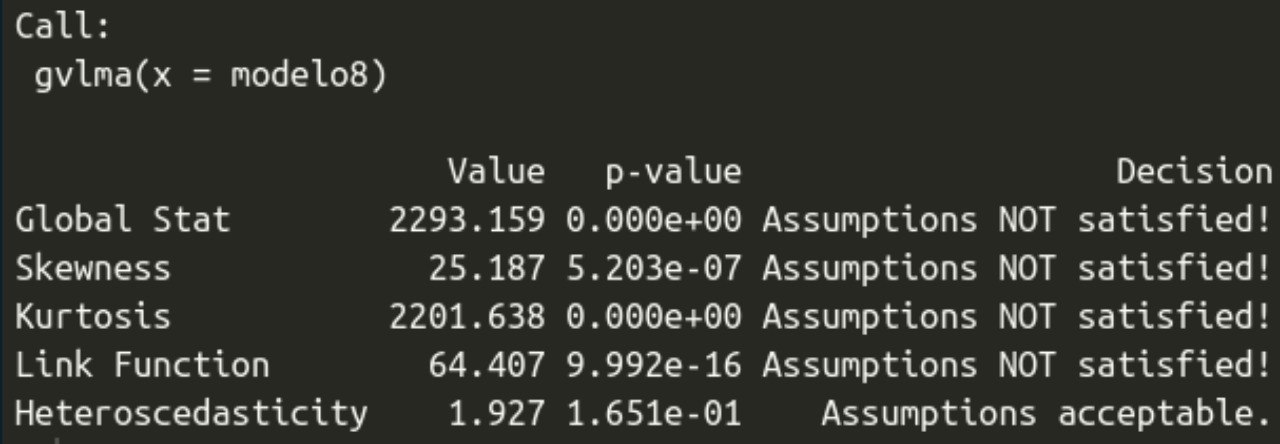 Call:
 gvlma(x = modelo8)
Value p-value Decision
Global Stat 2293.159 0.000e+00 Assumptions NOT satisfied!
Skewness 25.187 5.203e-07 Assumptions NOT satisfied!
Kurtosis 2201.638 0.000e+00 Assumptions NOT satisfied!
Link Function 64.407 9.992e-16 Assumptions NOT satisfied!
Heteroscedasticity 1.927 1.651e-01 Assumptions acceptable.